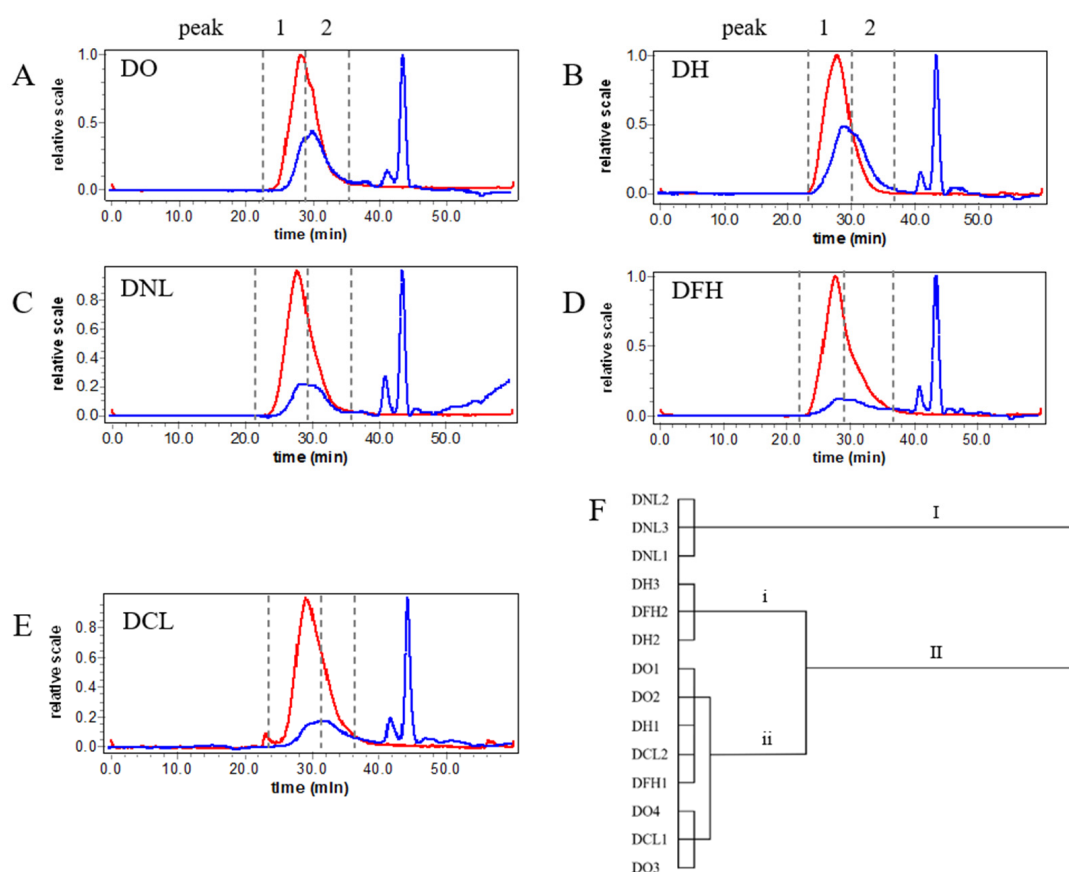 peak 1 2
A
DO
1.0
0.5
0.0
relative scale
0.0 10.0 20.0 30.0 40.0 50.0
time (min)
peak 1 2
B
DH
1.0
0.5
0.0
relative scale
0.0 10.0 20.0 30.0 40.0 50.0
time (min)
C
DNL
0.8
0.6
0.4
0.2
0.0
relative scale
0.0 10.0 20.0 30.0 40.0 50.0
time (min)
D
DFH
1.0
0.5
0.0
relative scale
0.0 10.0 20.0 30.0 40.0 50.0
time (min)
E
DCL
0.8
0.6
0.4
0.2
0.0
relative scale
0.0 10.0 20.0 30.0 40.0 50.0
time (min)
F
DNL2
DNL3
DNL1
DH3
DFH2
DH2
DO1
DO2
DH1
DCL2
DFH1
DO4
DCL1
DO3
I
i
II
ii